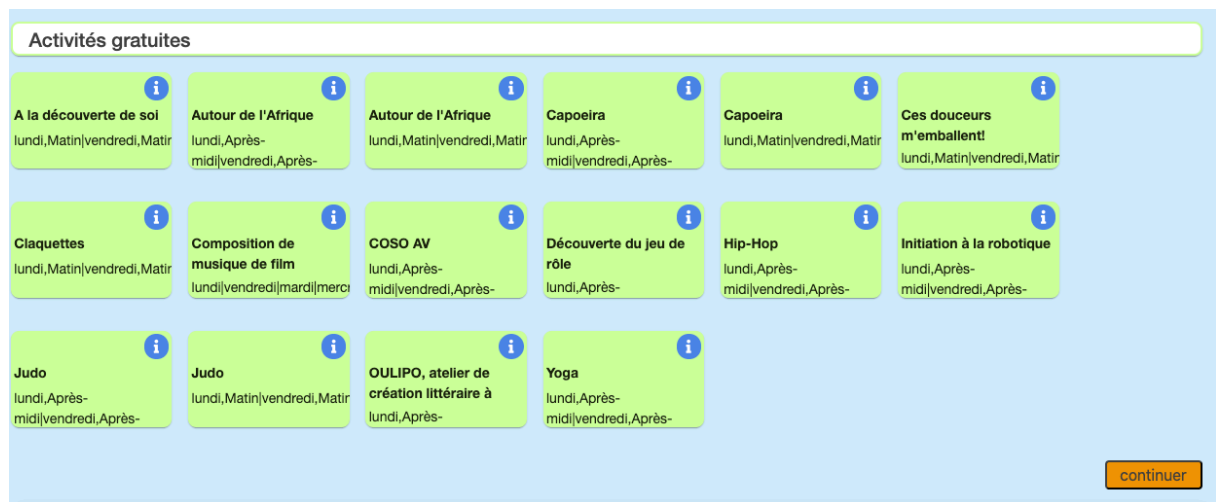 Activités gratuites
A la découverte de soi
lundi,Matin|vendredi,Matin
Autour de l'Afrique
lundi,Après-
midi|vendredi,Après-
Autour de l'Afrique
lundi,Matin|vendredi,Matin
Capoeira
lundi,Après-
midi|vendredi,Après-
Capoeira
lundi,Matin|vendredi,Matin
Ces douceurs
m'emballent!
lundi,Matin|vendredi,Matin
Claquettes
lundi,Matin|vendredi,Matin
Composition de
musique de film
lundi|vendredi|mardi|mercr
COSO AV
lundi,Après-
midi|vendredi,Après-
Découverte du jeu de
rôle
lundi,Après-
Hip-Hop
lundi,Après-
midi|vendredi,Après-
Initiation à la robotique
lundi,Après-
midi|vendredi,Après-
Judo
lundi,Après-
midi|vendredi,Après-
Judo
lundi,Matin|vendredi,Matin
OULIPO, atelier de
création littéraire à
lundi,Après-
Yoga
lundi,Après-
midi|vendredi,Après-
continuer